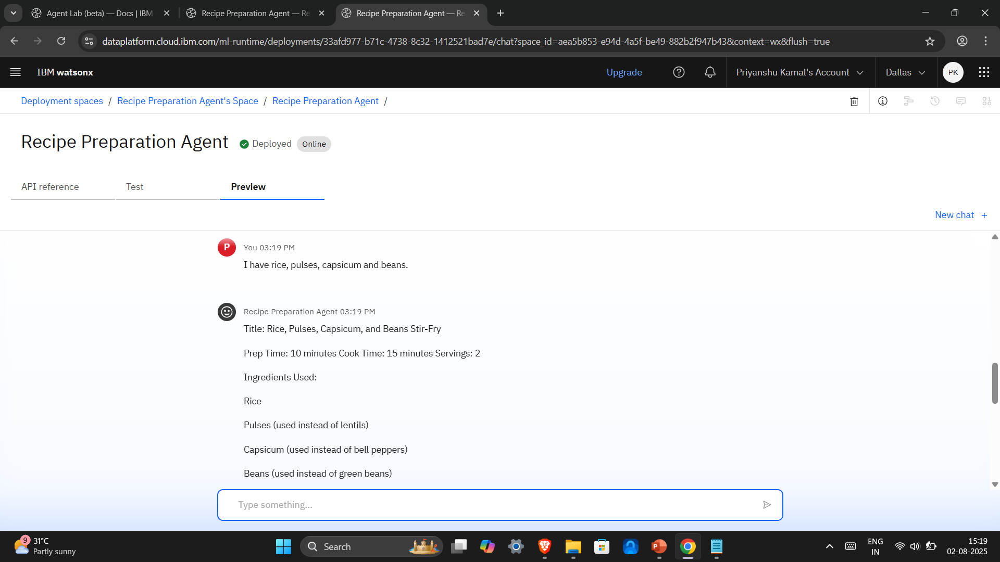 Agent Lab (beta) — Docs | IBM
Recipe Preparation Agent — Re
Recipe Preparation Agent — Re
dataplatform.cloud.ibm.com/ml-runtime/deployments/33afd977-b71c-4738-8c32-1412521bad7e/chat?space_id=aea5b853-e94d-4a5f-be49-882b2f947b43&context=wx&flush=true
IBM watsonx
Upgrade
Priyanshu Kamal's Account
Dallas
PK
Deployment spaces / Recipe Preparation Agent's Space / Recipe Preparation Agent /
Recipe Preparation Agent
Deployed
Online
API reference
Test
Preview
New chat +
P
You 03:19 PM
I have rice, pulses, capsicum and beans.
Recipe Preparation Agent 03:19 PM
Title: Rice, Pulses, Capsicum, and Beans Stir-Fry
Prep Time: 10 minutes Cook Time: 15 minutes Servings: 2
Ingredients Used:
Rice
Pulses (used instead of lentils)
Capsicum (used instead of bell peppers)
Beans (used instead of green beans)
Type something...
9
31°C
Partly sunny
Search
P
ENG
IN
15:19
02-08-2025